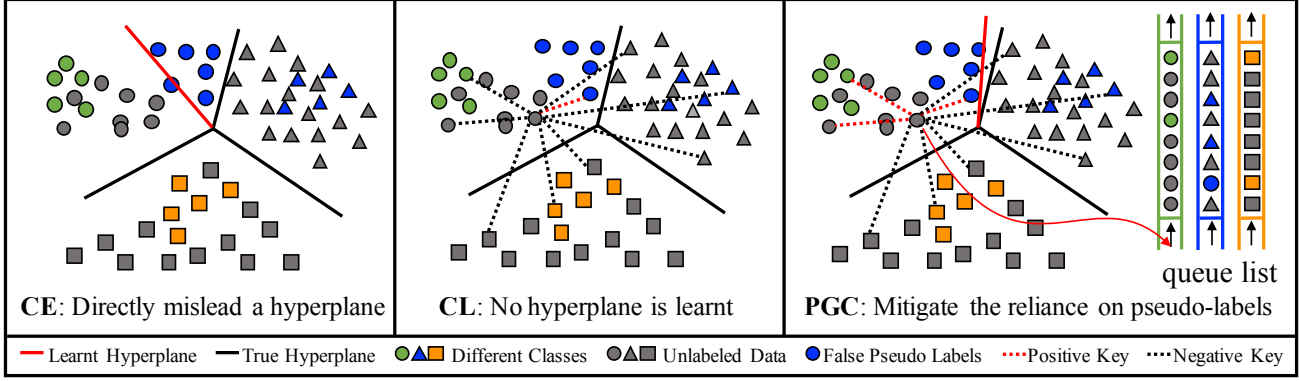 queue list
CE: Directly mislead a hyperplane
CL: No hyperplane is learnt
PGC: Mitigate the reliance on pseudo-labels
Learnt Hyperplane True Hyperplane Different Classes Unlabeled Data False Pseudo Labels Positive Key Negative Key